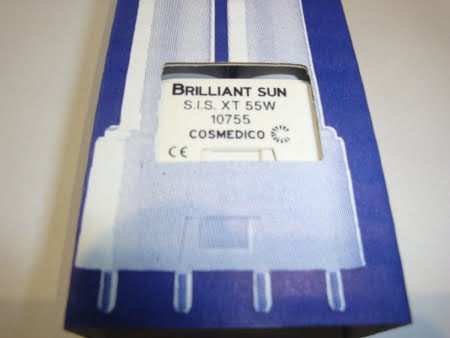 BRILLIANT SUN
S.I.S. XT 55W
10755
COSMEDICO
CE